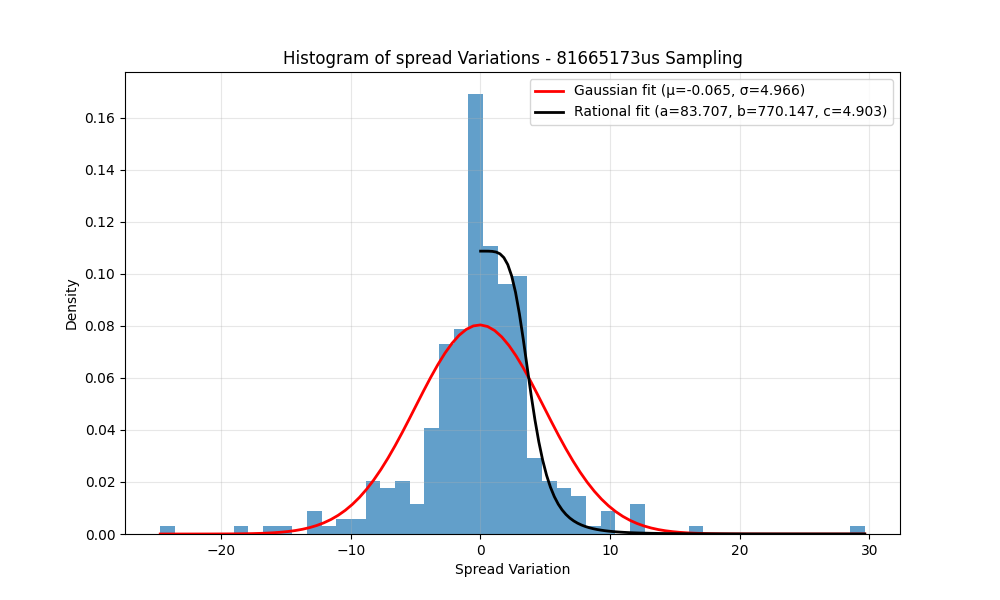 Histogram of spread Variations - 81665173us Sampling
Gaussian fit (μ=-0.065, σ=4.966)
Rational fit (a=83.707, b=770.147, c=4.903)
Density
0.16
0.14
0.12
0.10
0.08
0.06
0.04
0.02
0.00
−20 −10 0 10 20 30
Spread Variation